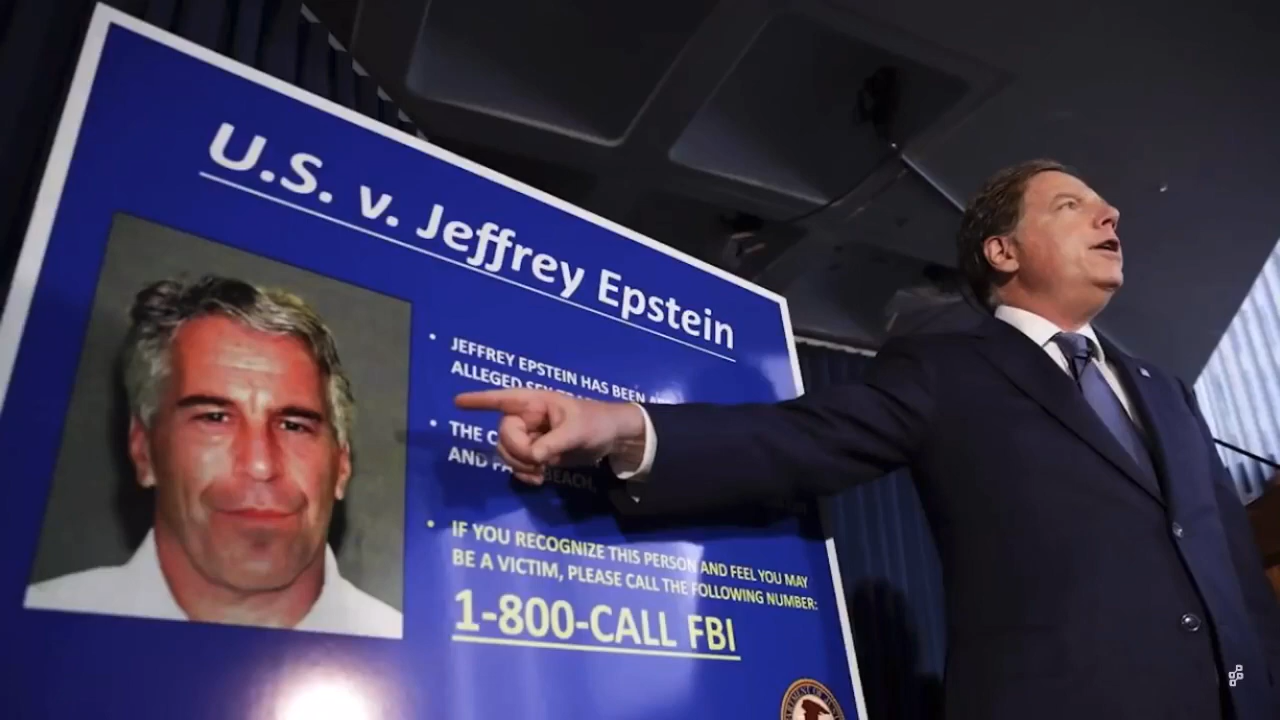 U.S. v. Jeffrey Epstein
• JEFFREY EPSTEIN HAS BEEN
ALLEGED
• THE
AND BEACH,
• IF YOU RECOGNIZE THIS PERSON AND FEEL YOU MAY
BE A VICTIM, PLEASE CALL THE FOLLOWING NUMBER:
1-800-CALL FBI